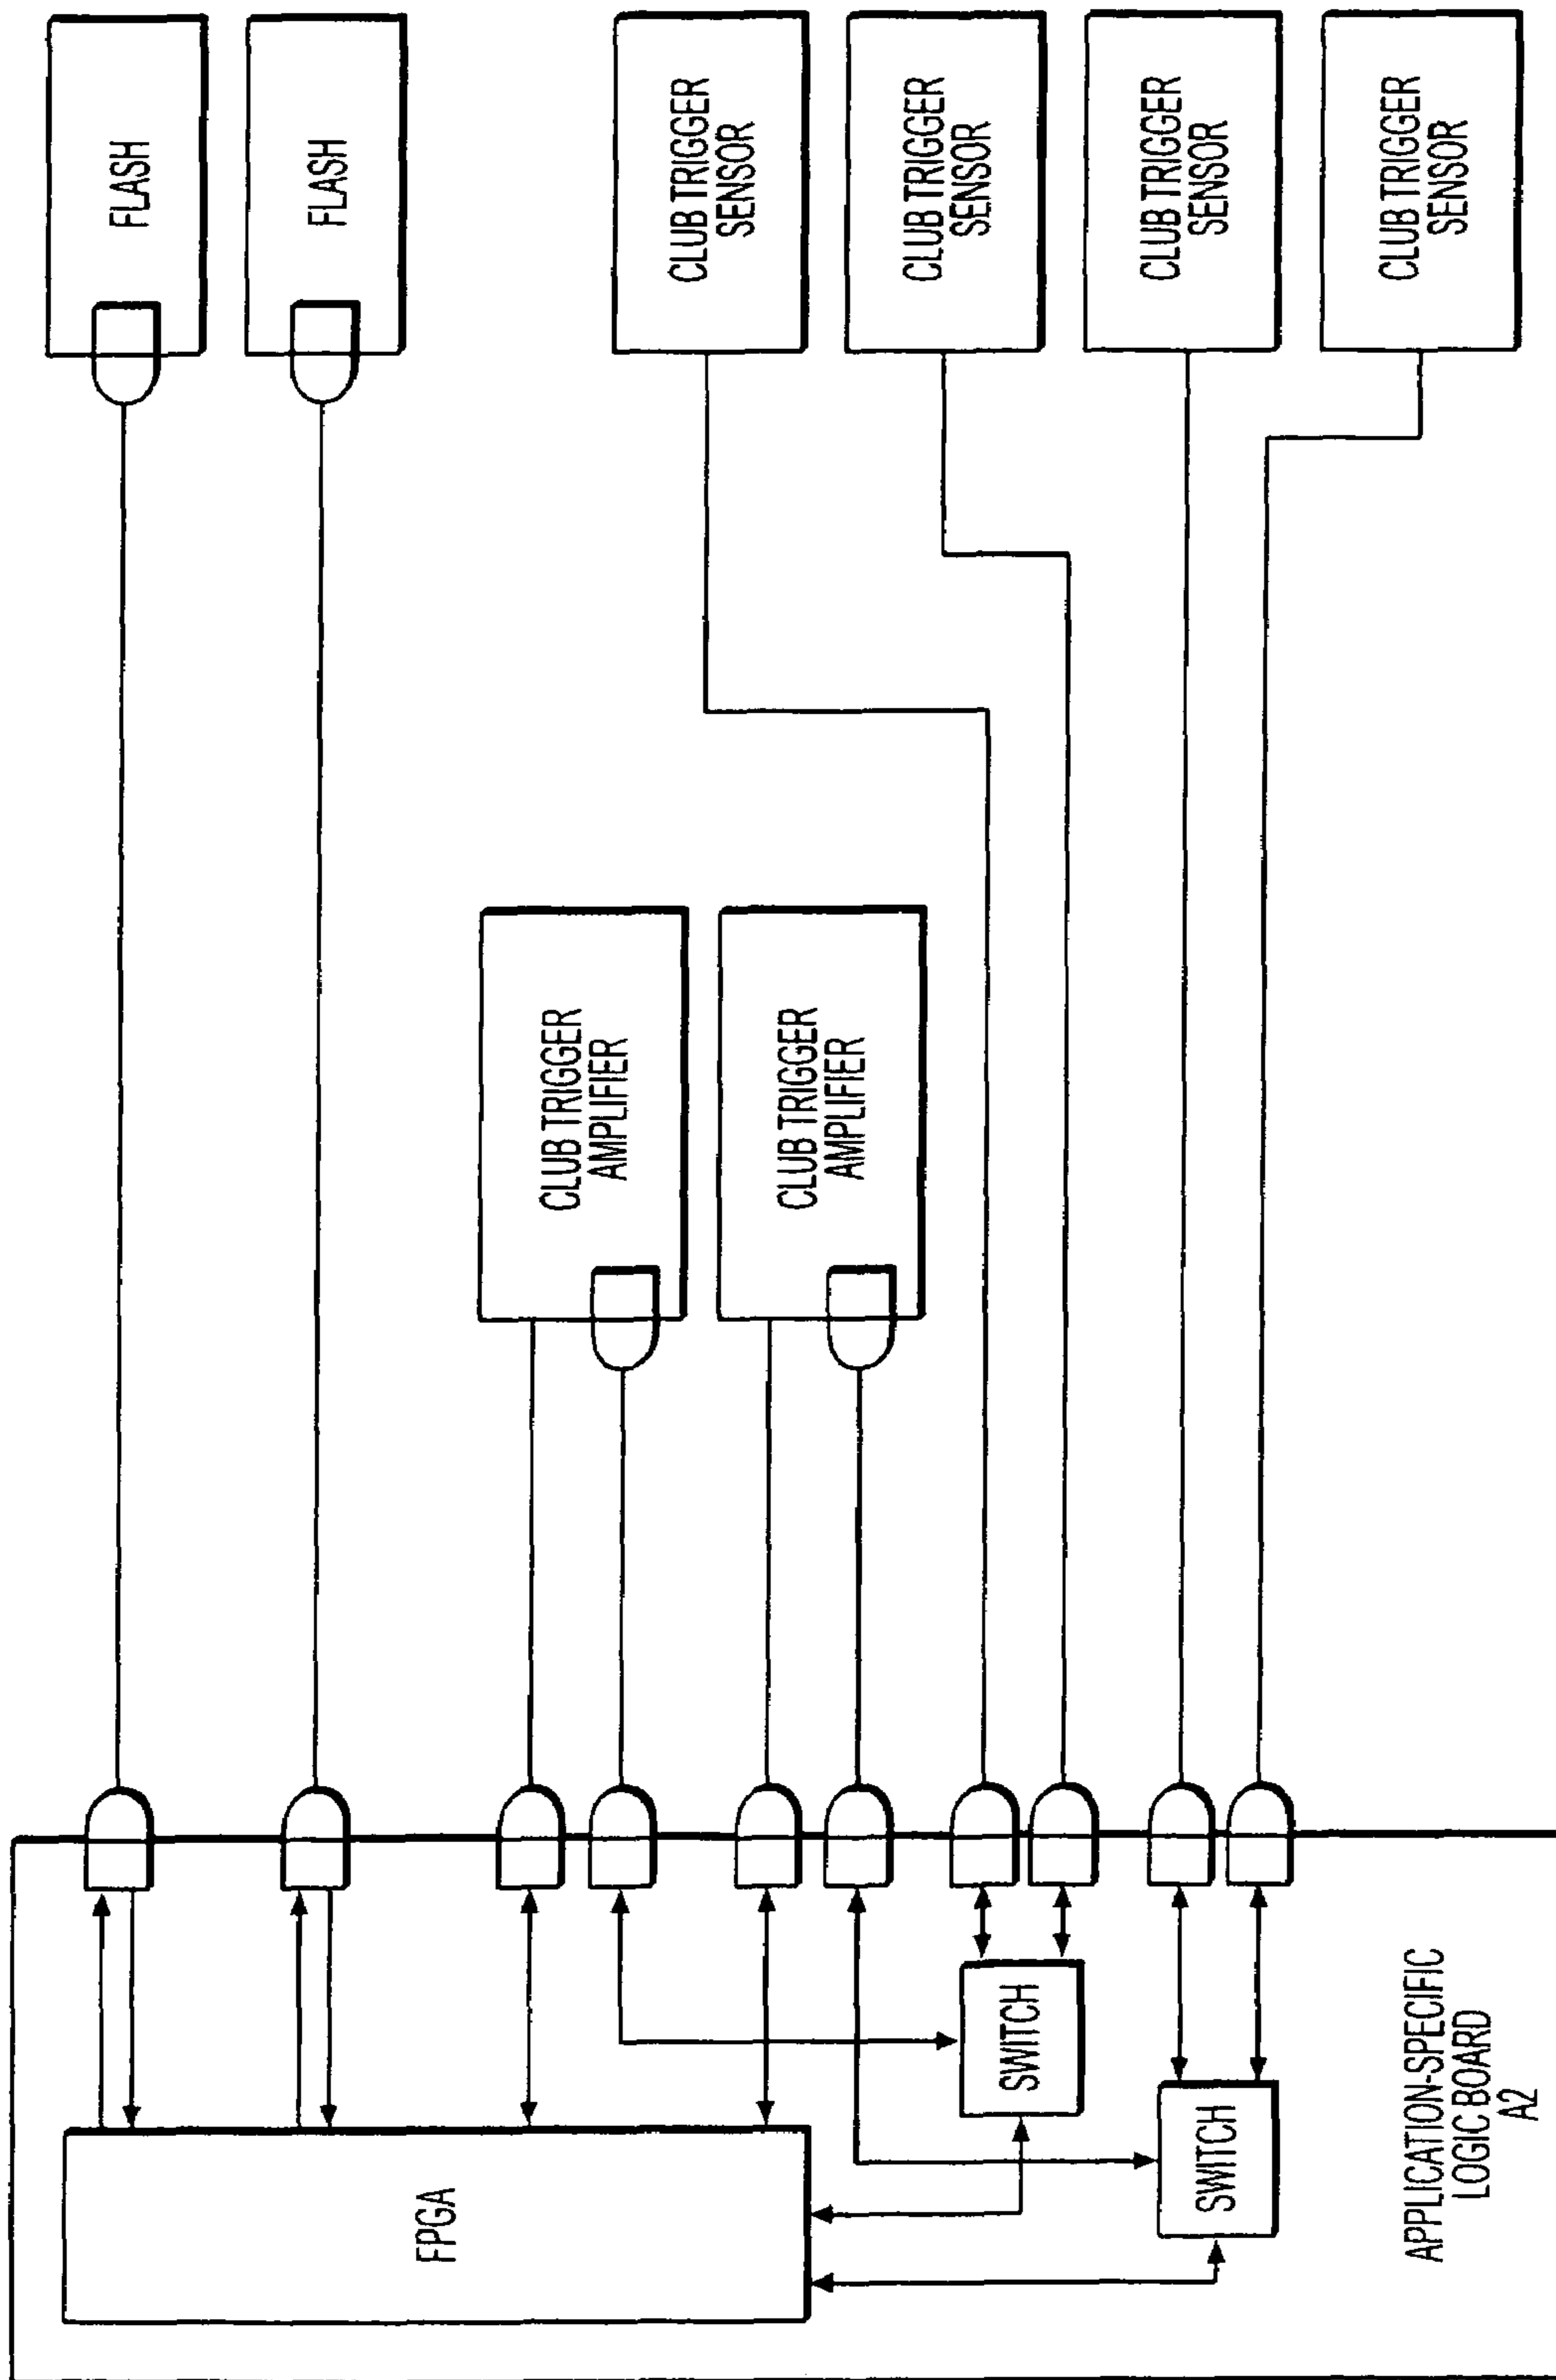 FLASH
FLASH
CLUB TRIGGER
SENSOR
CLUB TRIGGER
SENSOR
CLUB TRIGGER
SENSOR
CLUB TRIGGER
SENSOR
CLUB TRIGGER
AMPLIFIER
CLUB TRIGGER
AMPLIFIER
FPGA
SWITCH
SWITCH
APPLICATION-SPECIFIC
LOGIC BOARD
A2